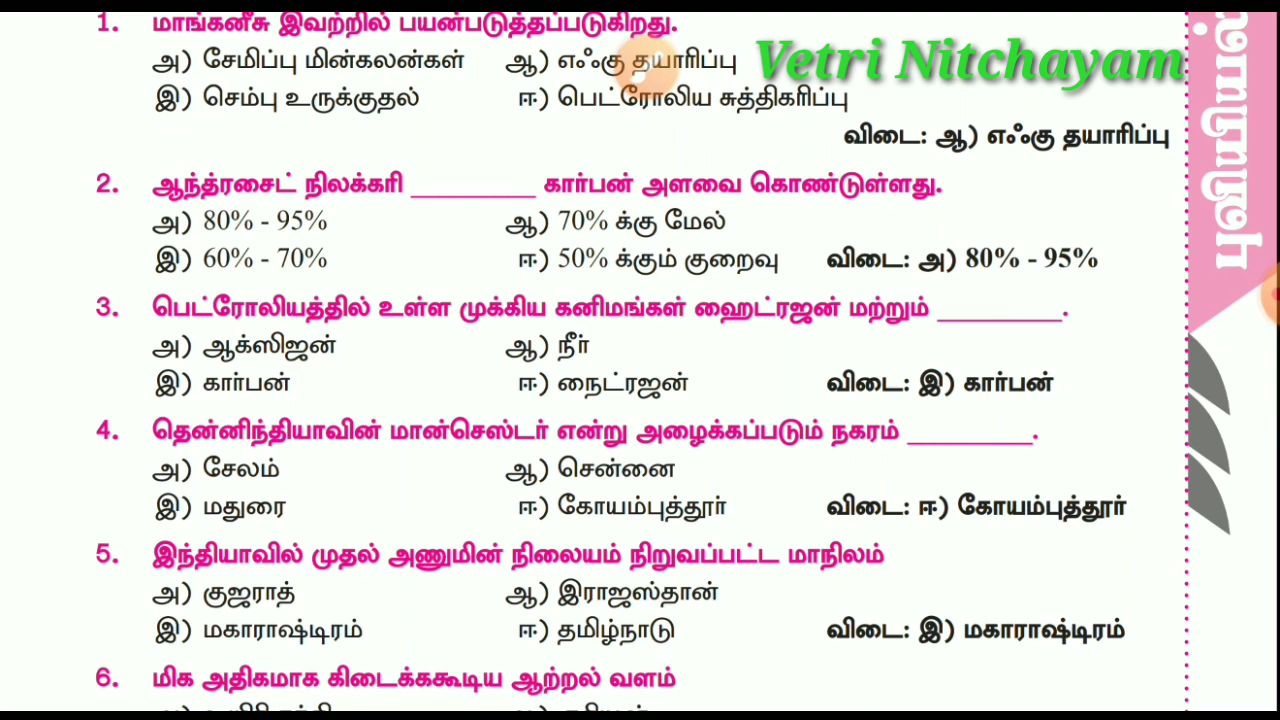 1. மாங்கனீசு இவற்றில் பயன்படுத்தப்படுகிறது.
அ) சேமிப்பு மின்கலன்கள் ஆ) எஃகு தயாரிப்பு
Vetri Nitchayam
இ) செம்பு உருக்குதல் ஈ) பெட்ரோலிய சுத்திகரிப்பு
விடை: ஆ) எஃகு தயாரிப்பு
2. ஆந்த்ரசைட் நிலக்கரி _________ கார்பன் அளவை கொண்டுள்ளது.
அ) 80% - 95% ஆ) 70% க்கு மேல்
இ) 60% - 70% ஈ) 50% க்கும் குறைவு விடை: அ) 80% - 95%
3. பெட்ரோலியத்தில் உள்ள முக்கிய கனிமங்கள் ஹைட்ரஜன் மற்றும் _________.
அ) ஆக்ஸிஜன் ஆ) நீர்
இ) கார்பன் ஈ) நைட்ரஜன் விடை: இ) கார்பன்
4. தென்னிந்தியாவின் மான்செஸ்டர் என்று அழைக்கப்படும் நகரம் _________.
அ) சேலம் ஆ) சென்னை
இ) மதுரை ஈ) கோயம்புத்தூர் விடை: ஈ) கோயம்புத்தூர்
5. இந்தியாவில் முதல் அணுமின் நிலையம் நிறுவப்பட்ட மாநிலம்
அ) குஜராத் ஆ) இராஜஸ்தான்
இ) மகாராஷ்டிரம் ஈ) தமிழ்நாடு விடை: இ) மகாராஷ்டிரம்
6. மிக அதிகமாக கிடைக்ககூடிய ஆற்றல் வளம்